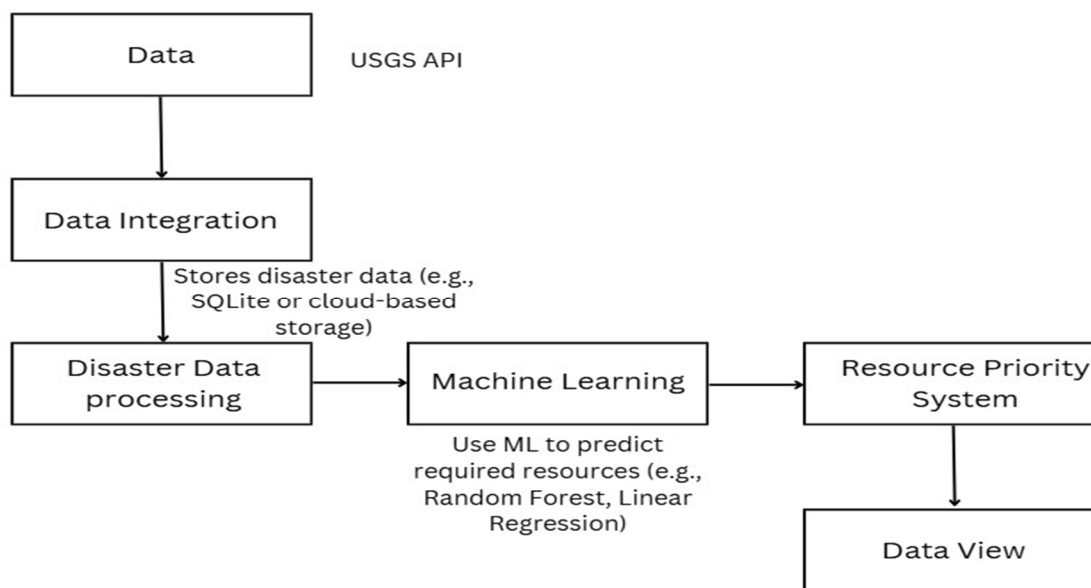 Data
USGS API
Data Integration
Stores disaster data (e.g.,
SQLite or cloud-based
storage)
Disaster Data
processing
Machine Learning
Resource Priority
System
Use ML to predict
required resources (e.g.,
Random Forest, Linear
Regression)
Data View